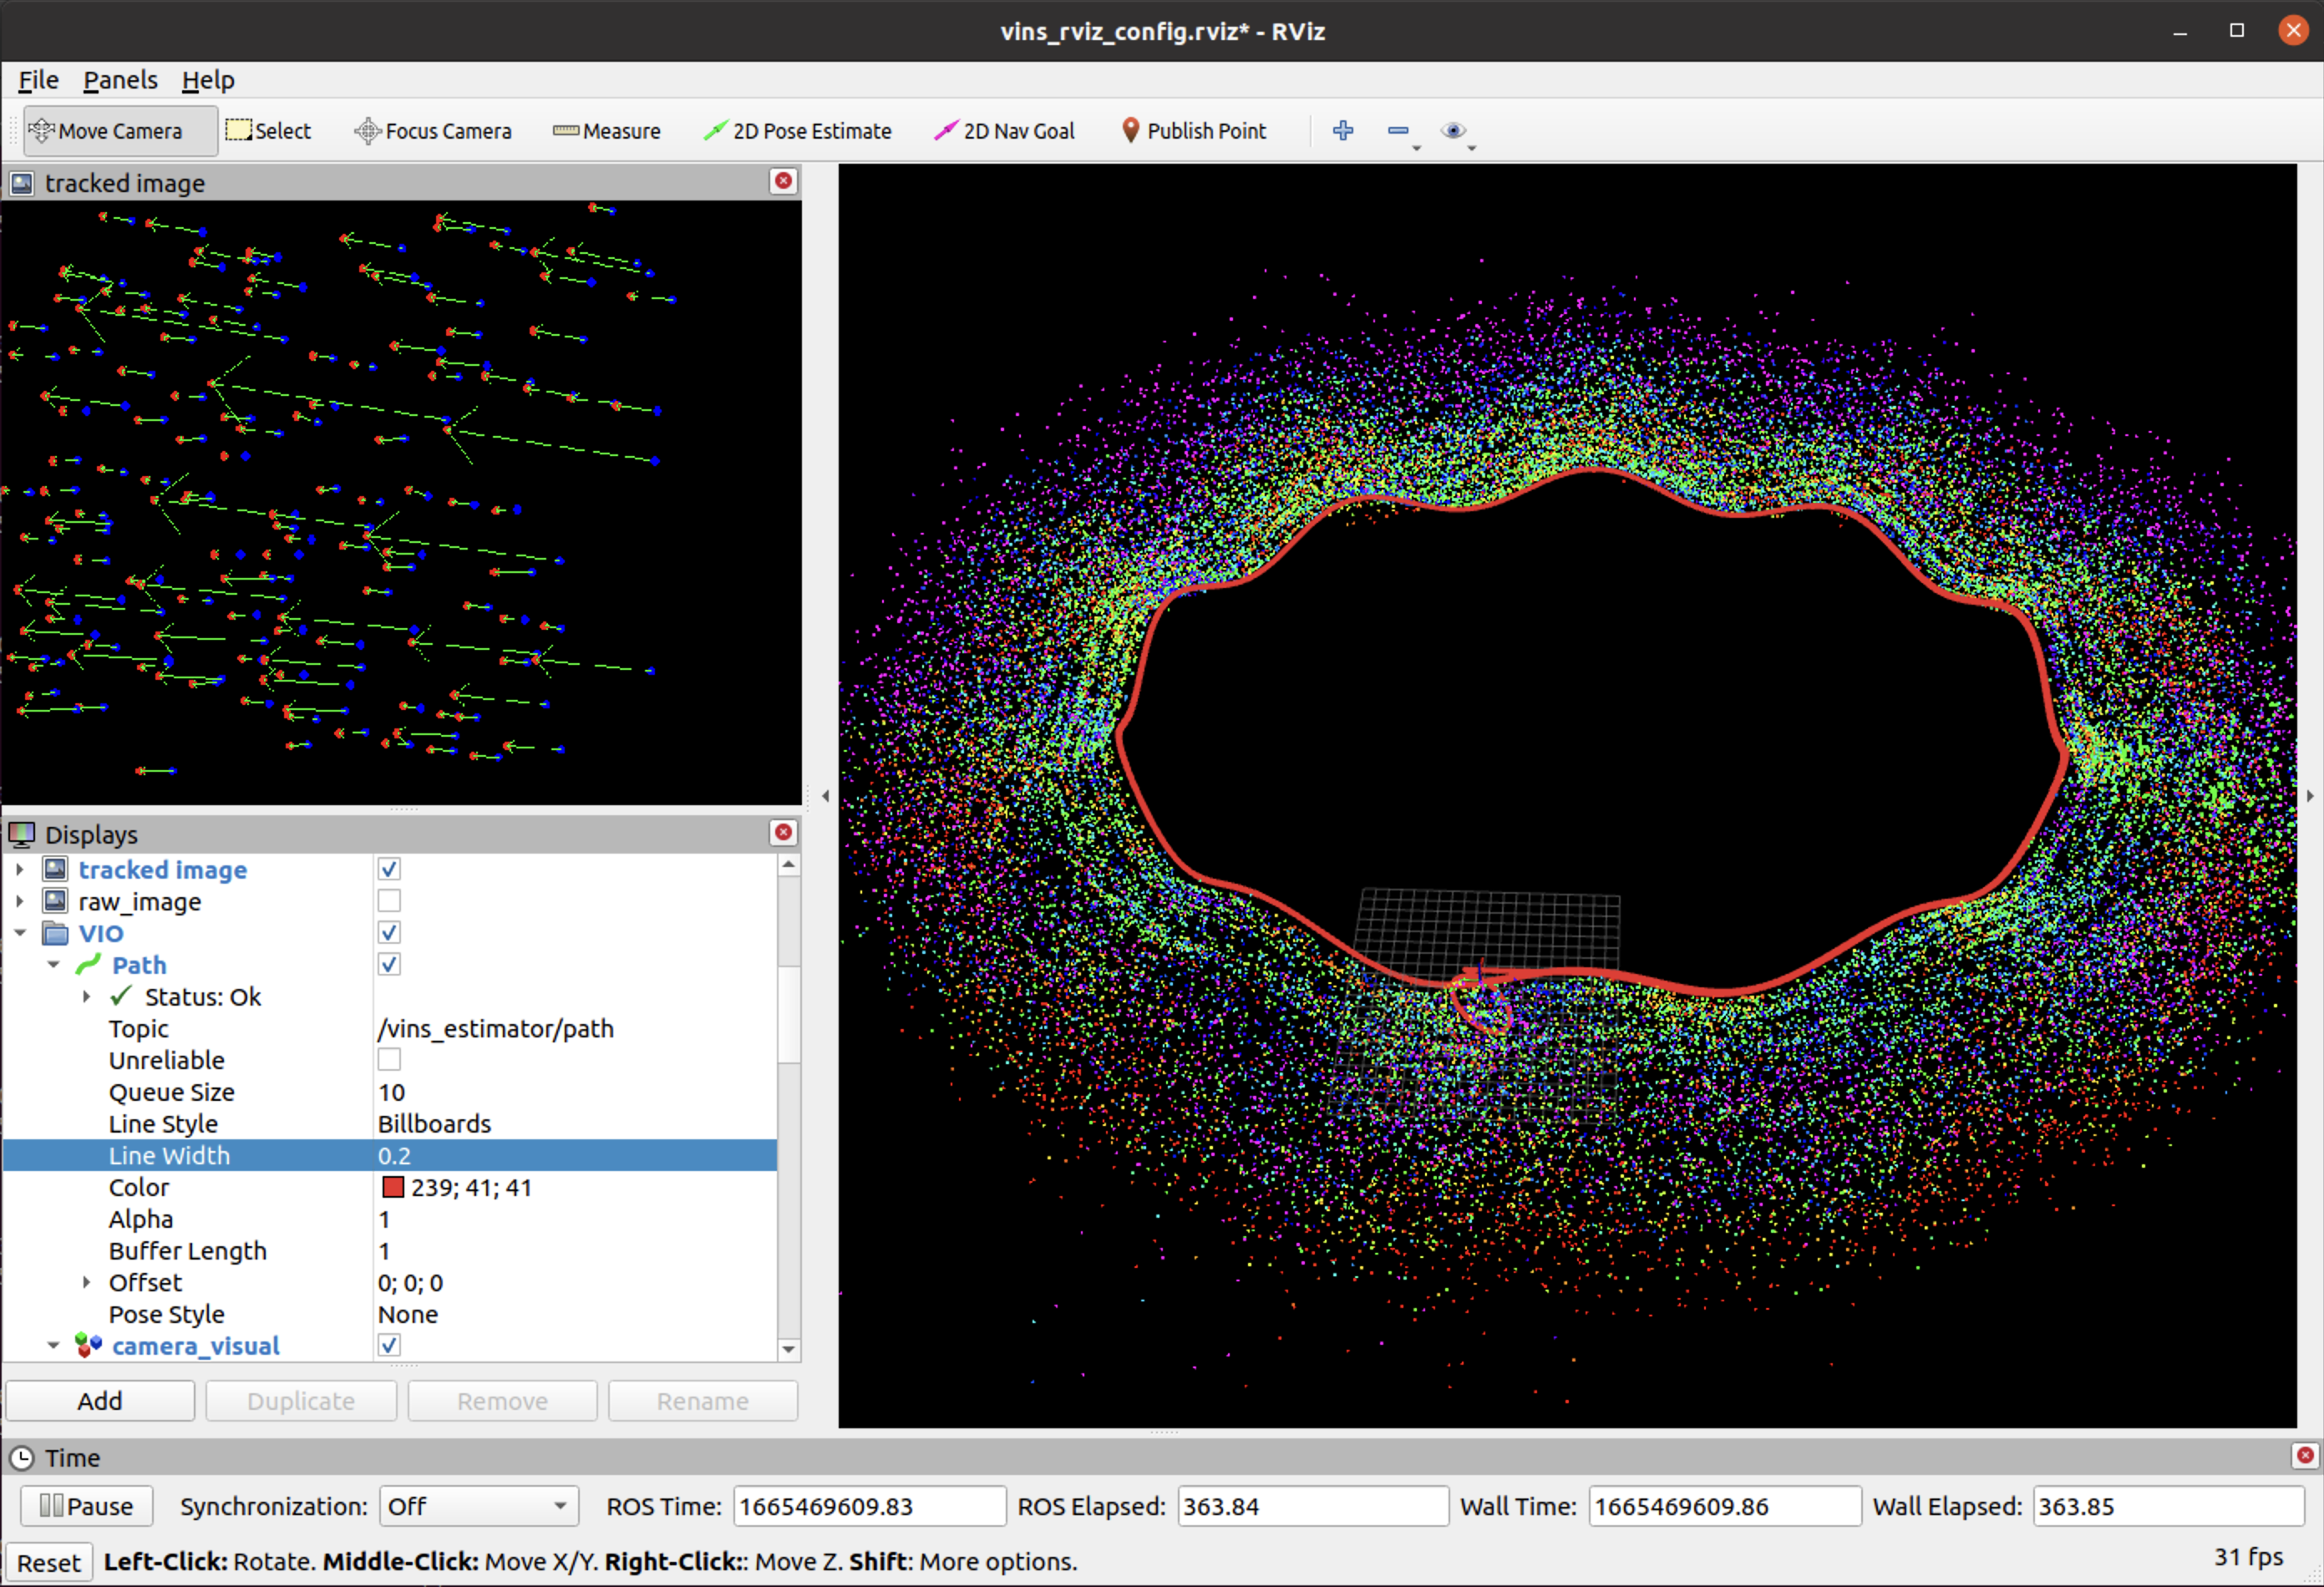 vins_rviz_config.rviz* - RViz
File Panels Help
Move Camera Select Focus Camera Measure 2D Pose Estimate 2D Nav Goal Publish Point
tracked image
Displays
tracked image
raw_image
VIO
Path
Status: Ok
Topic /vins_estimator/path
Unreliable
Queue Size 10
Line Style Billboards
Line Width 0.2
Color 239; 41; 41
Alpha 1
Buffer Length 1
Offset 0; 0; 0
Pose Style None
camera_visual
Add Duplicate Remove Rename
Time
Pause Synchronization: Off ROS Time: 1665469609.83 ROS Elapsed: 363.84 Wall Time: 1665469609.86 Wall Elapsed: 363.85
Reset Left-Click: Rotate. Middle-Click: Move X/Y. Right-Click:: Move Z. Shift: More options. 31 fps